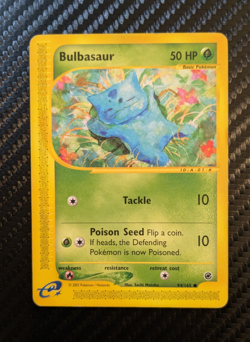 Bulbasaur 50 HP
Basic Pokémon
Tackle 10
Poison Seed Flip a coin.
If heads, the Defending
Pokémon is now Poisoned.
10
weakness resistance retreat cost
e